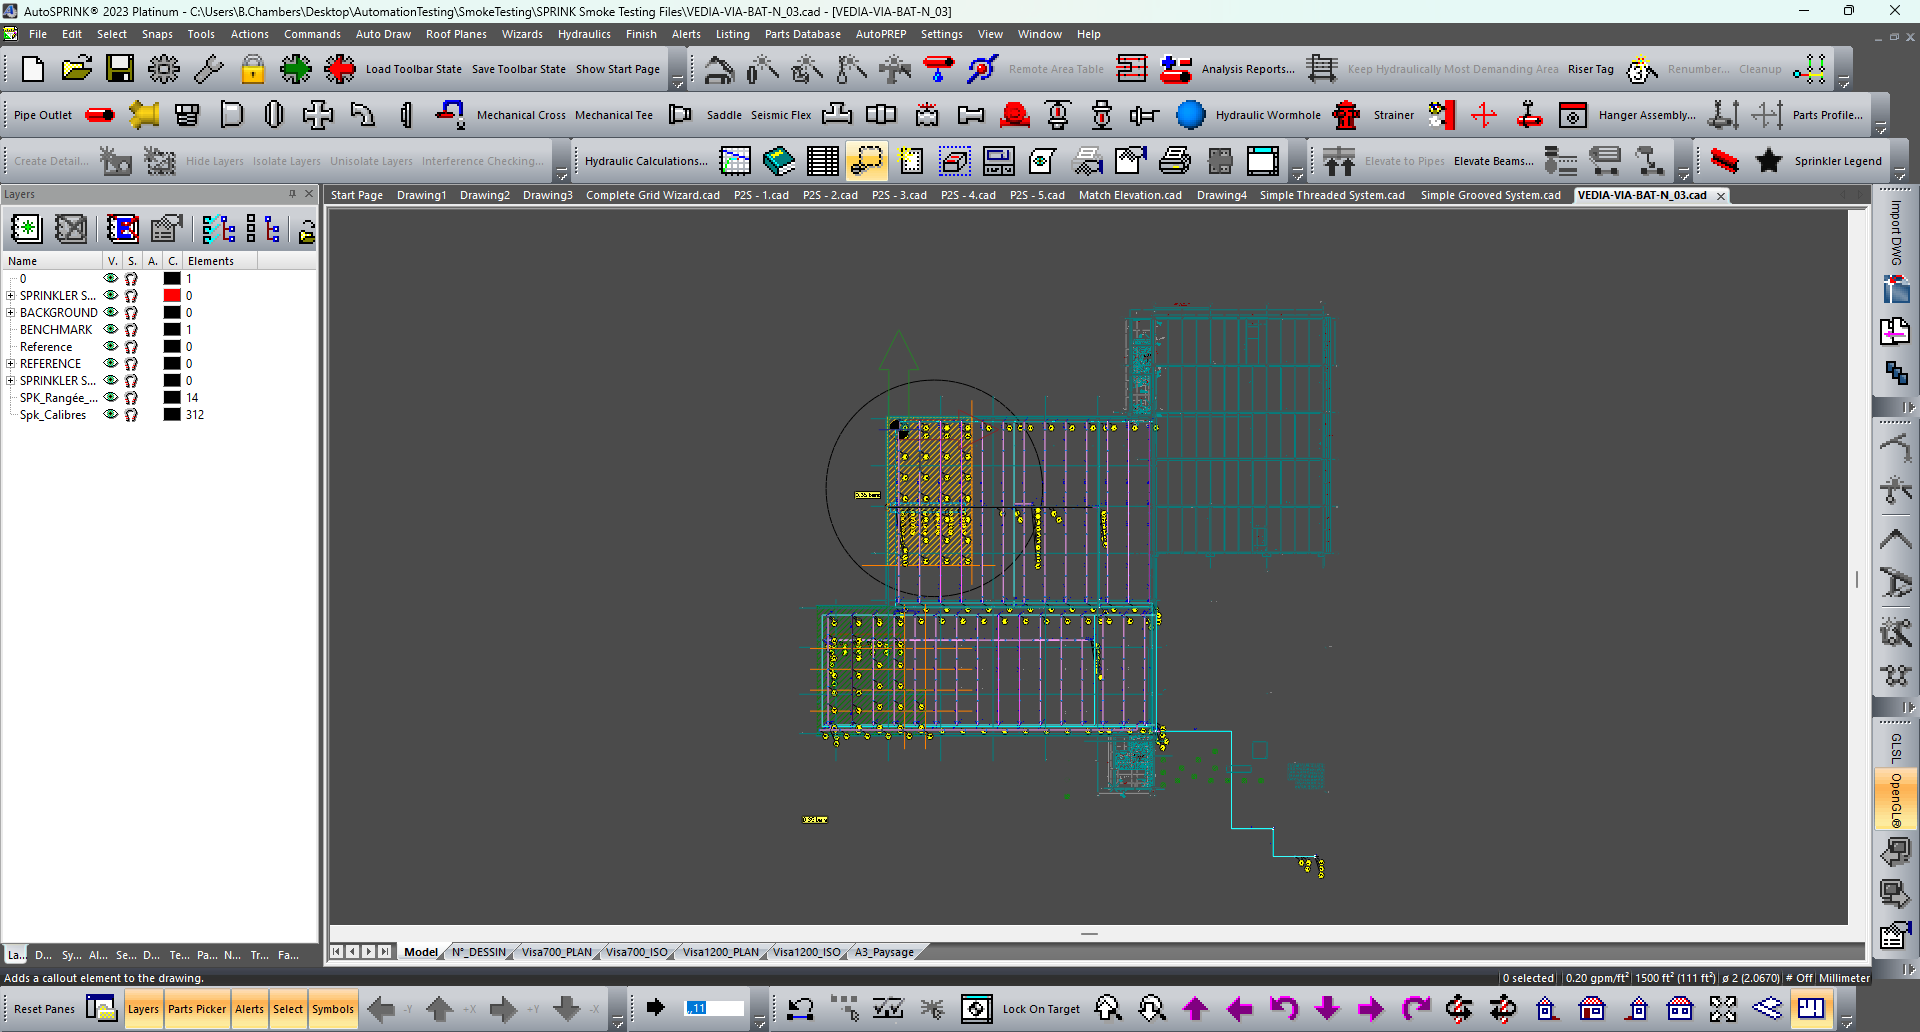 AutoSPRINK® 2023 Platinum - C:\Users\B.Chambers\Desktop\AutomationTesting\SmokeTesting\SPRINK Smoke Testing Files\VEDIA-VIA-BAT-N_03.cad - [VEDIA-VIA-BAT-N_03]
File Edit Select Snaps Tools Actions Commands Auto Draw Roof Planes Wizards Hydraulics Finish Alerts Listing Parts Database AutoPREP Settings View Window Help
Load Toolbar State Save Toolbar State Show Start Page Remote Area Table Analysis Reports... Keep Hydraulically Most Demanding Area Riser Tag Renumber... Cleanup
Pipe Outlet Mechanical Cross Mechanical Tee Saddle Seismic Flex Hydraulic Wormhole Strainer Hanger Assembly... Parts Profile...
Create Detail... Hide Layers Isolate Layers Unisolate Layers Interference Checking... Hydraulic Calculations... Elevate to Pipes Elevate Beams... Sprinkler Legend
Layers
Start Page Drawing1 Drawing2 Drawing3 Complete Grid Wizard.cad P2S - 1.cad P2S - 2.cad P2S - 3.cad P2S - 4.cad P2S - 5.cad Match Elevation.cad Drawing4 Simple Threaded System.cad Simple Grooved System.cad VEDIA-VIA-BAT-N_03.cad
Name V. S. A. C. Elements
0 1
SPRINKLER S... 0
BACKGROUND 0
BENCHMARK 1
Reference 0
REFERENCE 0
SPRINKLER S... 0
SPK_Rangée_... 14
Spk_Calibres 312
Import DWG
GLSL
OpenGL®
La... D... Sy... Al... Se... D... Te... Pa... N... Tr... Fa...
Model N°_DESSIN Visa700_PLAN Visa700_ISO Visa1200_PLAN Visa1200_ISO A3_Paysage
Adds a callout element to the drawing. 0 selected 0.20 gpm/ft² 1500 ft² (111 ft²) ø 2 (2.0670) # Off Millimeter
Reset Panes Layers Parts Picker Alerts Select Symbols -Y +X +Y -X Lock On Target